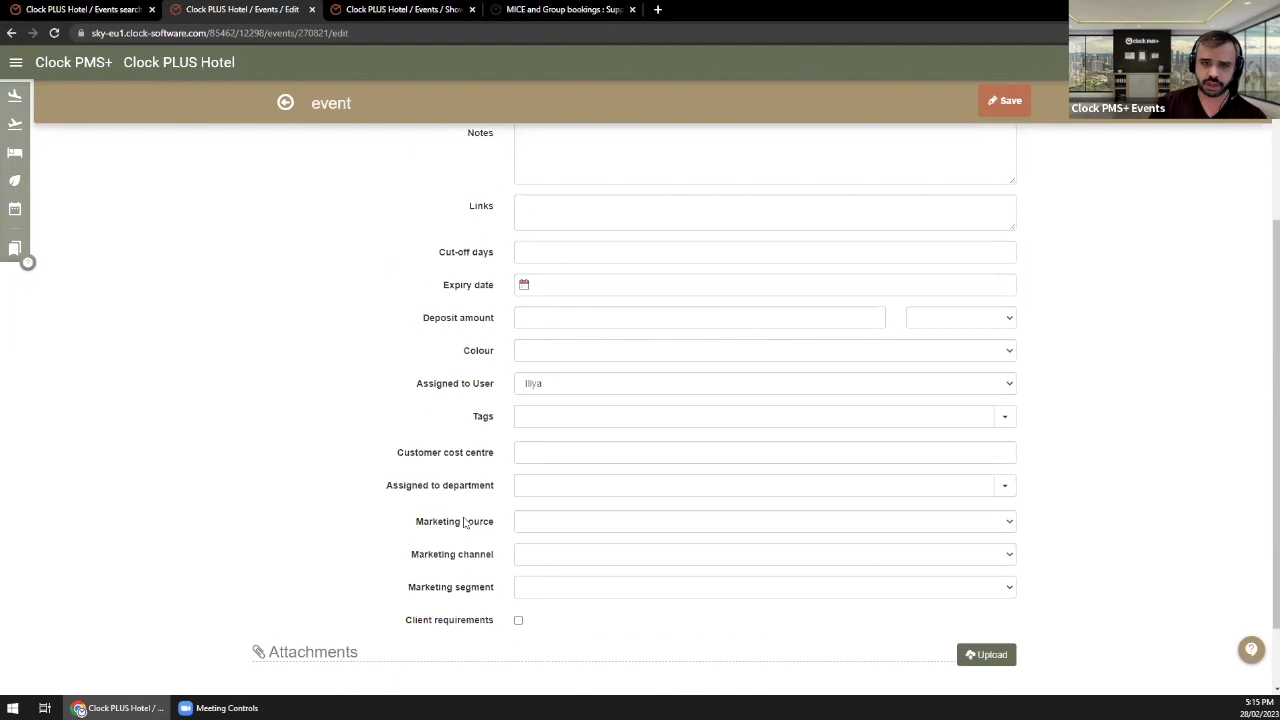 Clock PLUS Hotel / Events search
Clock PLUS Hotel / Events / Edit
Clock PLUS Hotel / Events / Show
MICE and Group bookings : Supp
sky-eu1.clock-software.com/85462/12298/events/270821/edit
Clock PMS+ Clock PLUS Hotel
clock PMS+
Clock PMS+ Events
event
Save
Notes
Links
Cut-off days
Expiry date
Deposit amount
Colour
Assigned to User
Iliya
Tags
Customer cost centre
Assigned to department
Marketing source
Marketing channel
Marketing segment
Client requirements
Attachments
Upload
Clock PLUS Hotel / ...
Meeting Controls
5:15 PM
28/02/2023